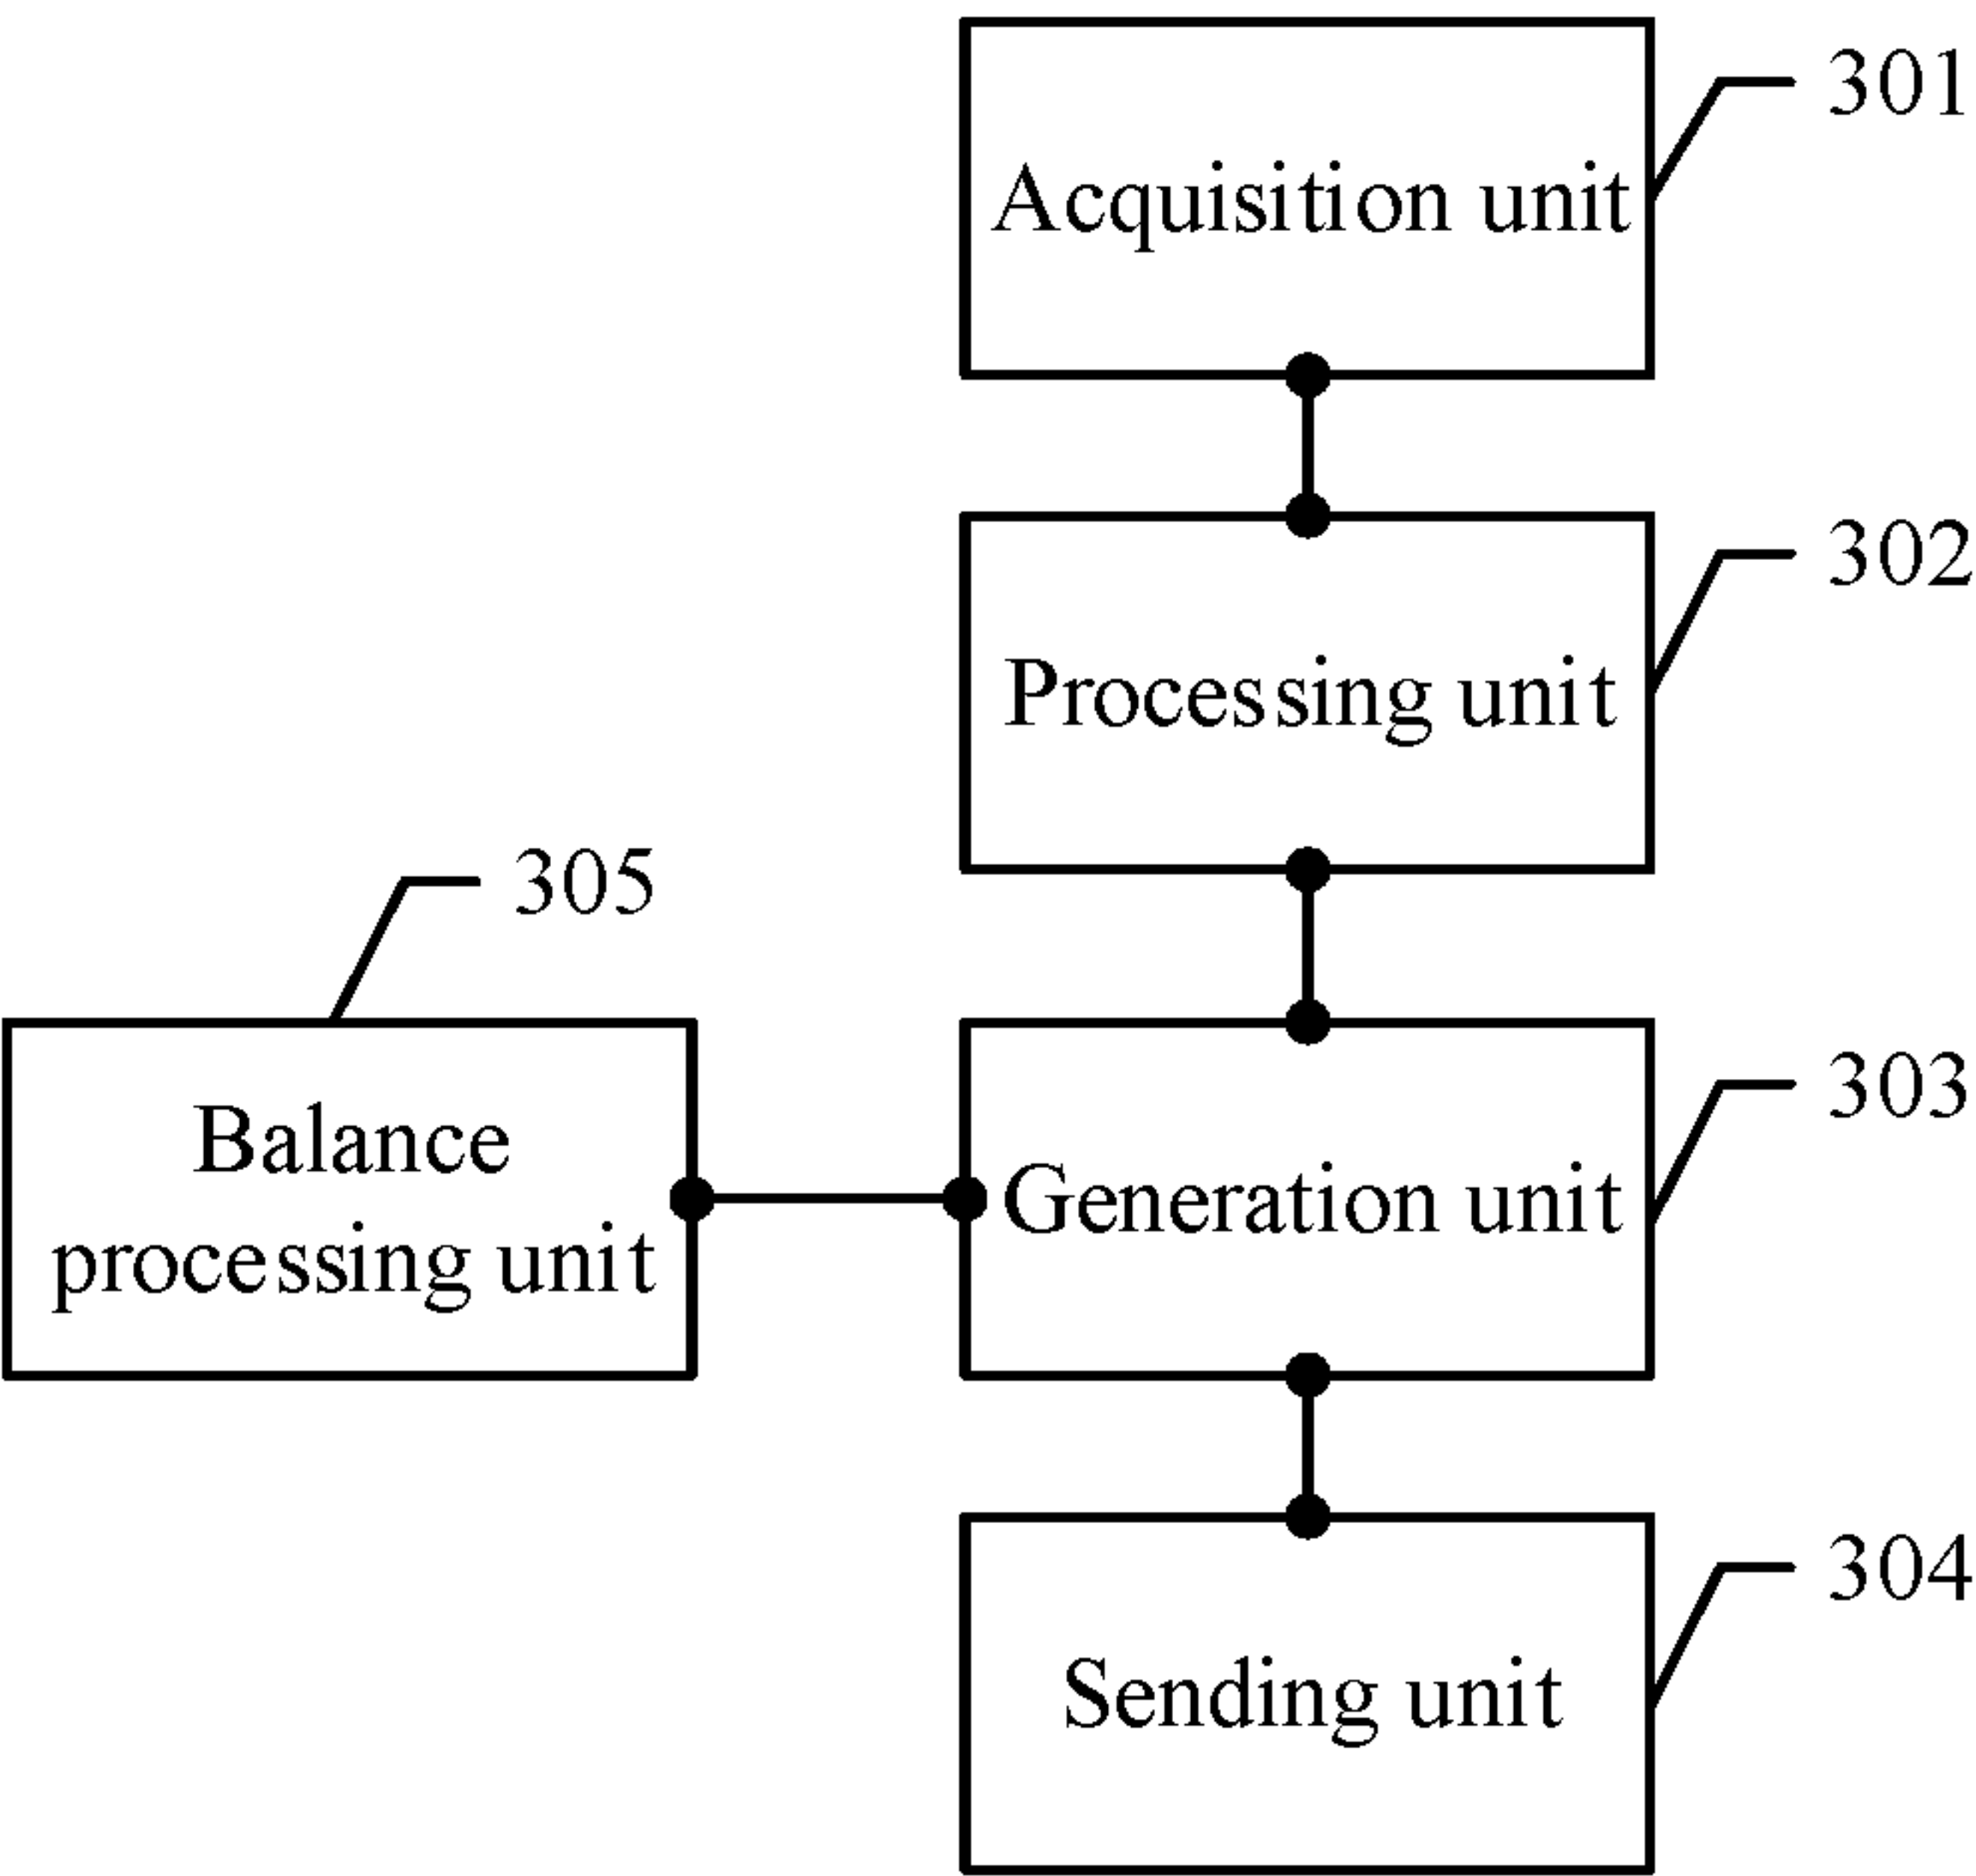 301
Acquisition unit
302
Processing unit
305
303
Balance
processing unit
Generation unit
304
Sending unit